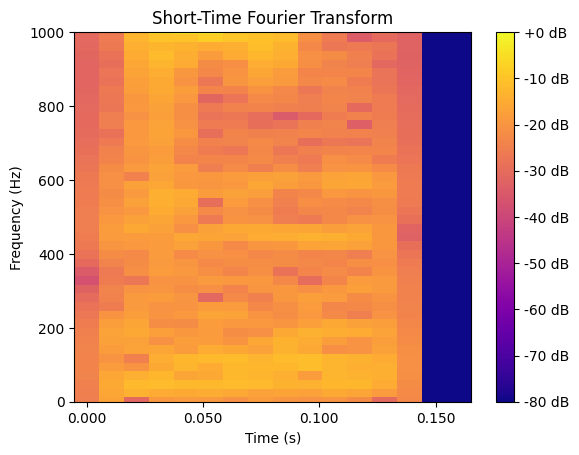 Short-Time Fourier Transform
Frequency (Hz)
1000
800
600
400
200
0
0.000
0.050
0.100
0.150
Time (s)
+0 dB
-10 dB
-20 dB
-30 dB
-40 dB
-50 dB
-60 dB
-70 dB
-80 dB